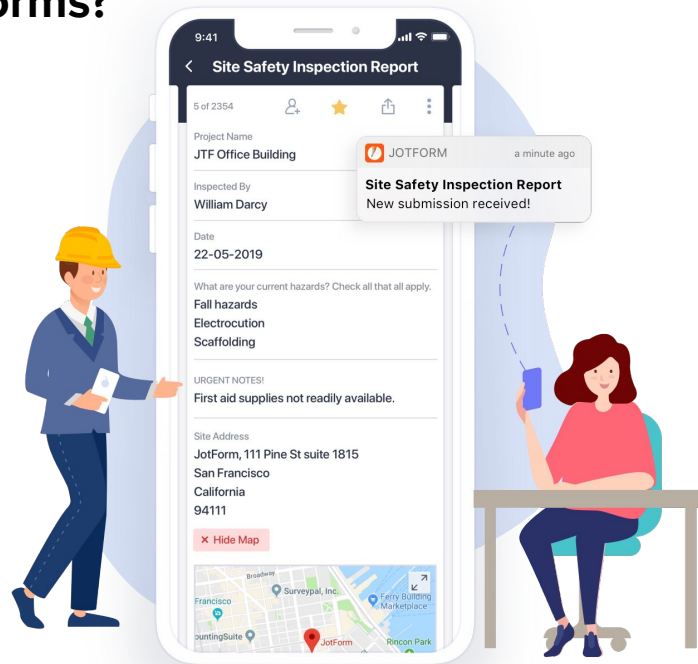 orms?
9:41
Site Safety Inspection Report
5 of 2354
Project Name
JTF Office Building
JOTFORM a minute ago
Site Safety Inspection Report
New submission received!
Inspected By
William Darcy
Date
22-05-2019
What are your current hazards? Check all that all apply.
Fall hazards
Electrocution
Scaffolding
URGENT NOTES!
First aid supplies not readily available.
Site Address
JotForm, 111 Pine St suite 1815
San Francisco
California
94111
× Hide Map
Broadway
Surveypal, Inc.
Francisco
Ferry Building
Marketplace
ountingSuite
JotForm
Rincon Park